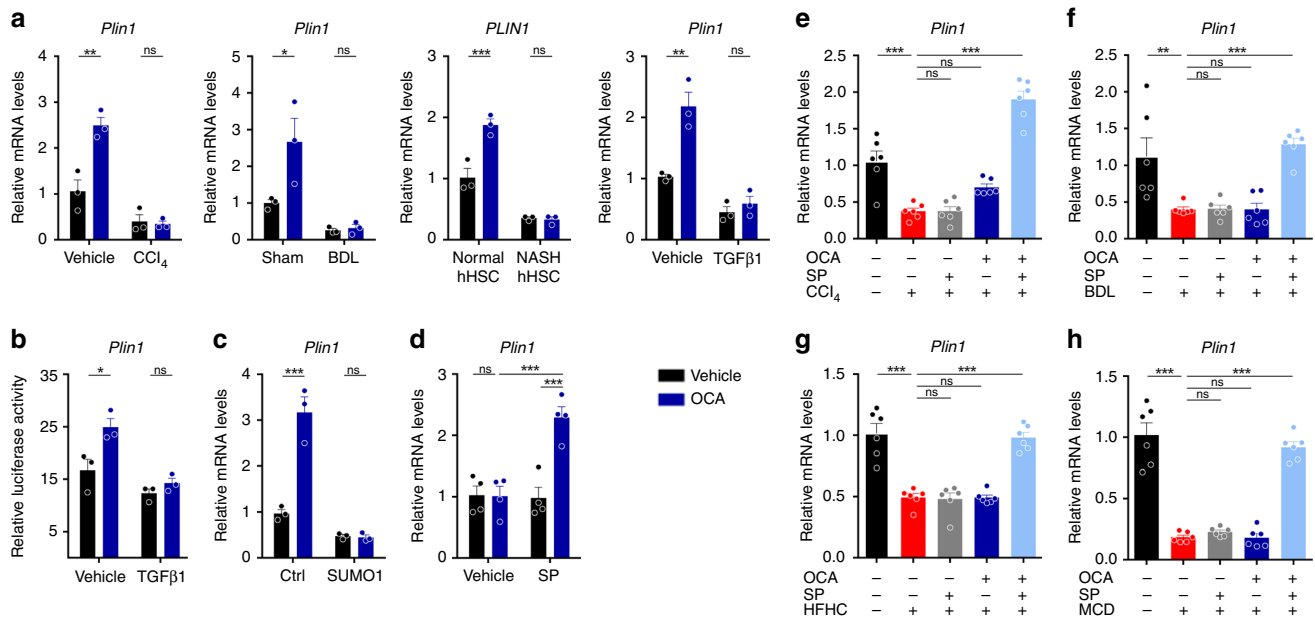 a
Plin1
Relative mRNA levels
4
3
2
1
0
** ns
Vehicle CCl4
Plin1
Relative mRNA levels
5
4
3
2
1
0
* ns
Sham BDL
PLIN1
Relative mRNA levels
3
2
1
0
*** ns
Normal hHSC
NASH hHSC
Plin1
Relative mRNA levels
3
2
1
0
** ns
Vehicle TGFβ1
b
Plin1
Relative luciferase activity
35
25
15
5
* ns
Vehicle TGFβ1
c
Plin1
Relative mRNA levels
4
3
2
1
0
*** ns
Ctrl SUMO1
d
Plin1
Relative mRNA levels
3
2
1
0
ns ***
***
Vehicle SP
Vehicle
OCA
e
Plin1
Relative mRNA levels
2.5
2.0
1.5
1.0
0.5
0.0
*** ***
ns
ns
OCA – – – + +
SP – – + – +
CCl4 – + + + +
f
Plin1
Relative mRNA levels
2.5
2.0
1.5
1.0
0.5
0.0
** ***
ns
ns
OCA – – – + +
SP – – + – +
BDL – + + + +
g
Plin1
Relative mRNA levels
1.5
1.0
0.5
0.0
*** ***
ns
ns
OCA – – – + +
SP – – + – +
HFHC – + + + +
h
Plin1
Relative mRNA levels
1.5
1.0
0.5
0.0
*** ***
ns
ns
OCA – – – + +
SP – – + – +
MCD – + + + +